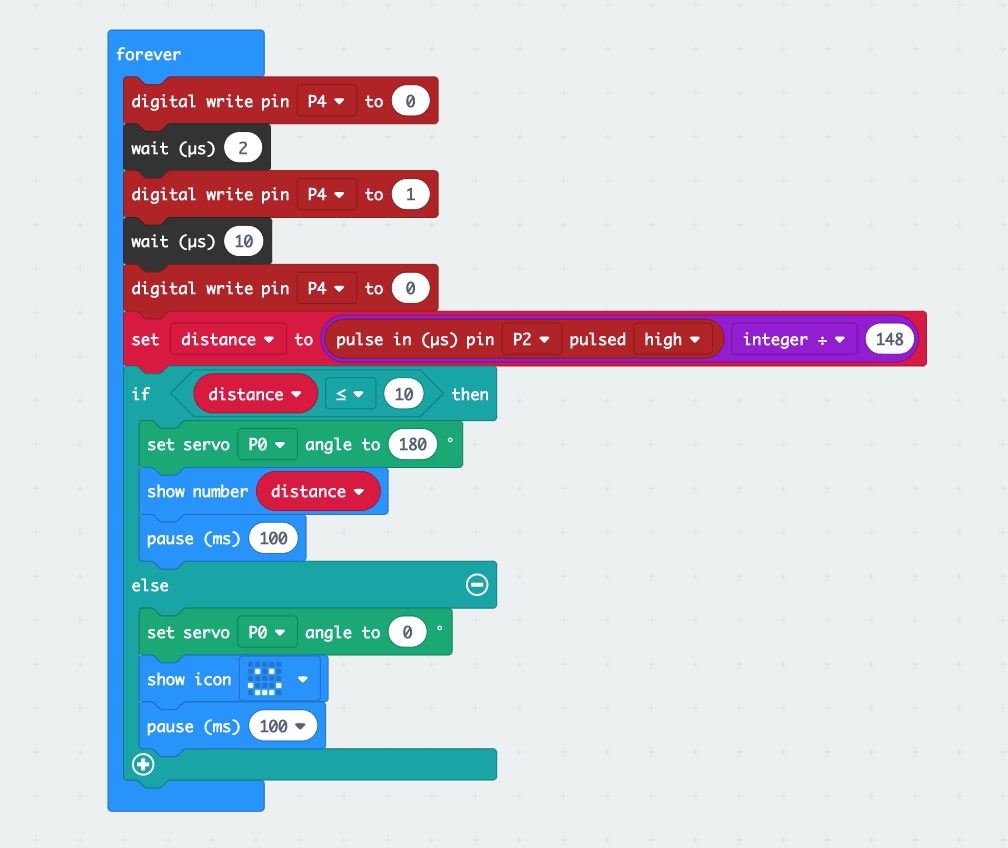 forever
digital write pin P4 to 0
wait (µs) 2
digital write pin P4 to 1
wait (µs) 10
digital write pin P4 to 0
set distance to pulse in (µs) pin P2 pulsed high integer ÷ 148
if distance ≤ 10 then
set servo P0 angle to 180 °
show number distance
pause (ms) 100
else
set servo P0 angle to 0 °
show icon
pause (ms) 100